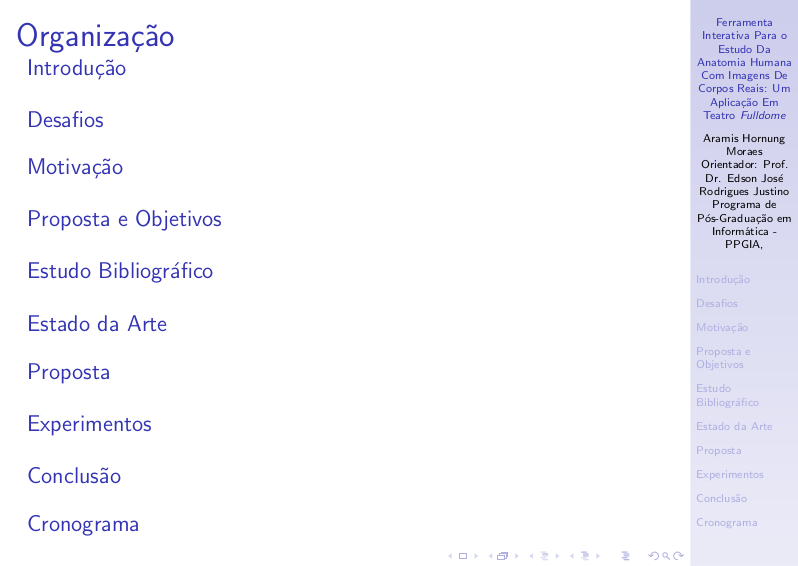 Organização
Introdução
Desafios
Motivação
Proposta e Objetivos
Estudo Bibliográfico
Estado da Arte
Proposta
Experimentos
Conclusão
Cronograma
Ferramenta
Interativa Para o
Estudo Da
Anatomia Humana
Com Imagens De
Corpos Reais: Um
Aplicação Em
Teatro Fulldome
Aramis Hornung
Moraes
Orientador: Prof.
Dr. Edson José
Rodrigues Justino
Programa de
Pós-Graduação em
Informática -
PPGIA,
Introdução
Desafios
Motivação
Proposta e
Objetivos
Estudo
Bibliográfico
Estado da Arte
Proposta
Experimentos
Conclusão
Cronograma